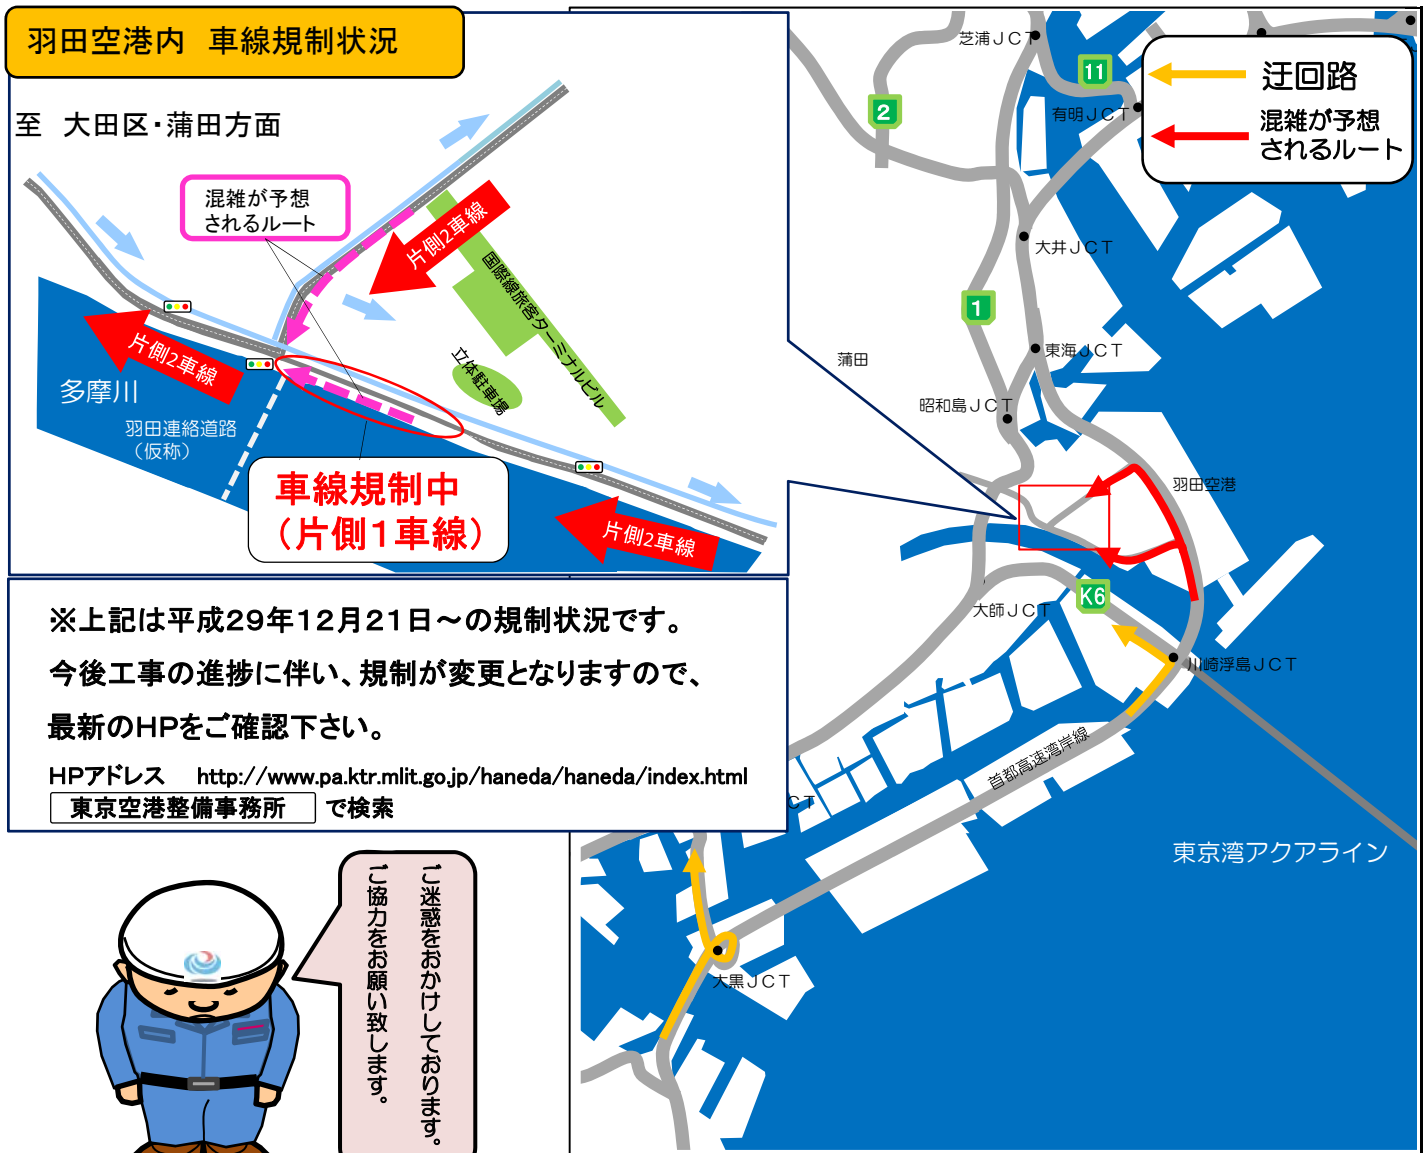 羽田空港内 車線規制状況
至 大田区・蒲田方面
混雑が予想
されるルート
片側2車線
国際線旅客ターミナルビル
立体駐車場
片側2車線
多摩川
羽田連絡道路
（仮称）
車線規制中
（片側１車線）
片側2車線
※上記は平成29年12月21日～の規制状況です。
今後工事の進捗に伴い、規制が変更となりますので、
最新のHPをご確認下さい。
HPアドレス http://www.pa.ktr.mlit.go.jp/haneda/haneda/index.html
東京空港整備事務所 で検索
ご迷惑をおかけしております。
ご協力をお願い致します。
迂回路
混雑が予想
されるルート
芝浦ＪＣＴ
11
有明ＪＣＴ
2
大井ＪＣＴ
1
東海ＪＣＴ
蒲田
昭和島ＪＣＴ
羽田空港
大師ＪＣＴ
K6
川崎浮島ＪＣＴ
首都高速湾岸線
東京湾アクアライン
大黒ＪＣＴ